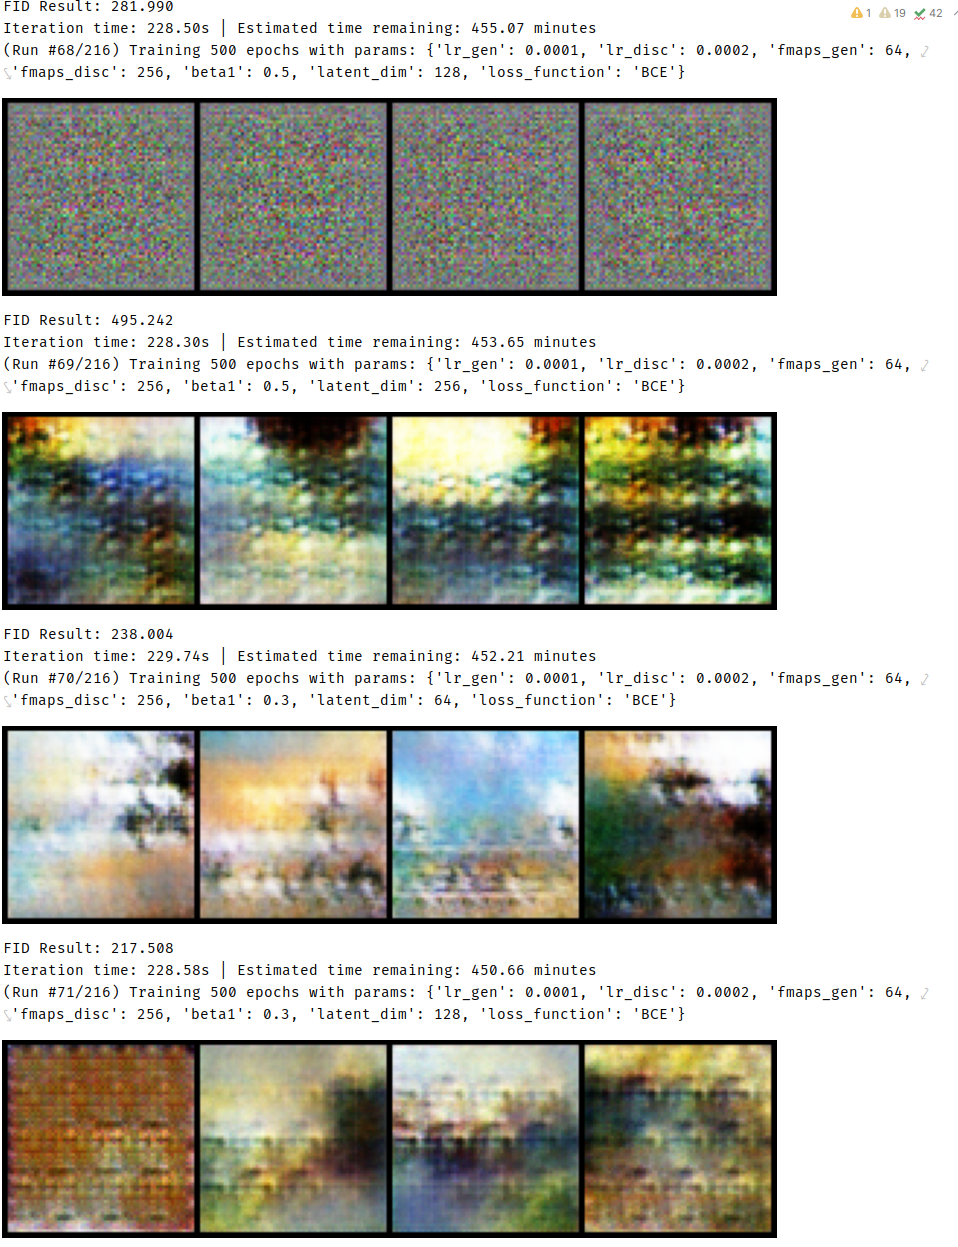 FID Result: 281.990
1 19 42
Iteration time: 228.50s | Estimated time remaining: 455.07 minutes
(Run #68/216) Training 500 epochs with params: {'lr_gen': 0.0001, 'lr_disc': 0.0002, 'fmaps_gen': 64,
'fmaps_disc': 256, 'beta1': 0.5, 'latent_dim': 128, 'loss_function': 'BCE'}
FID Result: 495.242
Iteration time: 228.30s | Estimated time remaining: 453.65 minutes
(Run #69/216) Training 500 epochs with params: {'lr_gen': 0.0001, 'lr_disc': 0.0002, 'fmaps_gen': 64,
'fmaps_disc': 256, 'beta1': 0.5, 'latent_dim': 256, 'loss_function': 'BCE'}
FID Result: 238.004
Iteration time: 229.74s | Estimated time remaining: 452.21 minutes
(Run #70/216) Training 500 epochs with params: {'lr_gen': 0.0001, 'lr_disc': 0.0002, 'fmaps_gen': 64,
'fmaps_disc': 256, 'beta1': 0.3, 'latent_dim': 64, 'loss_function': 'BCE'}
FID Result: 217.508
Iteration time: 228.58s | Estimated time remaining: 450.66 minutes
(Run #71/216) Training 500 epochs with params: {'lr_gen': 0.0001, 'lr_disc': 0.0002, 'fmaps_gen': 64,
'fmaps_disc': 256, 'beta1': 0.3, 'latent_dim': 128, 'loss_function': 'BCE'}